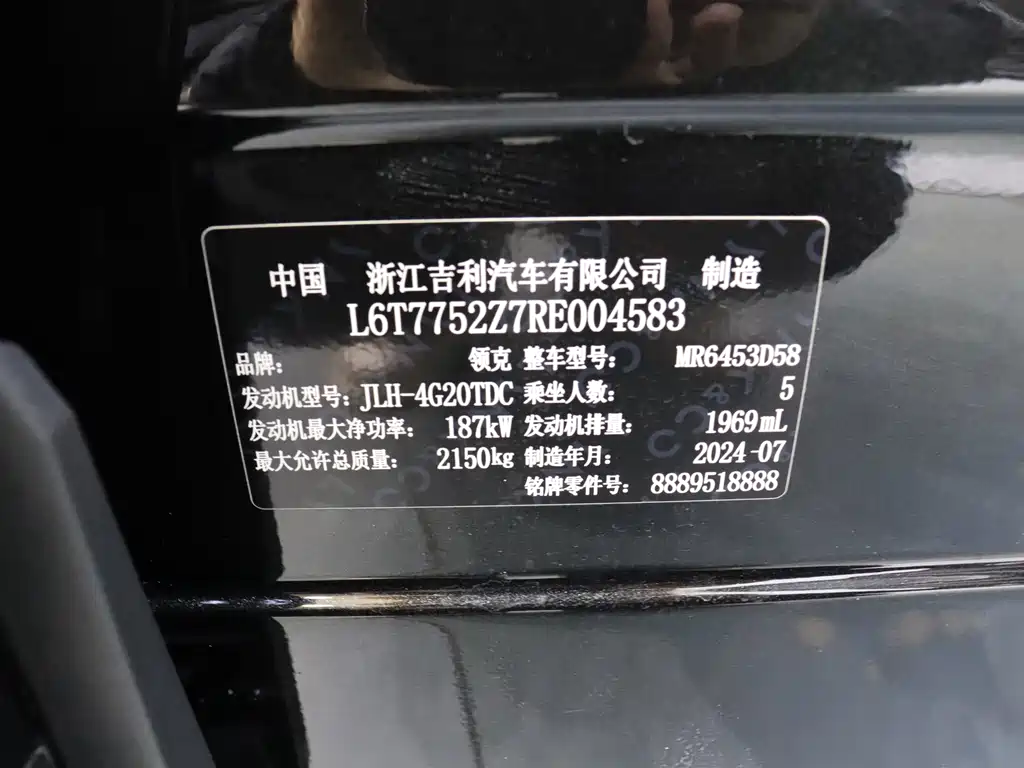 中国 浙江吉利汽车有限公司 制造
L6T7752Z7RE004583
品牌: 领克 整车型号: MR6453D58
发动机型号: JLH-4G20TDC 乘坐人数: 5
发动机最大净功率: 187kW 发动机排量: 1969mL
最大允许总质量: 2150kg 制造年月: 2024-07
铭牌零件号: 8889518888